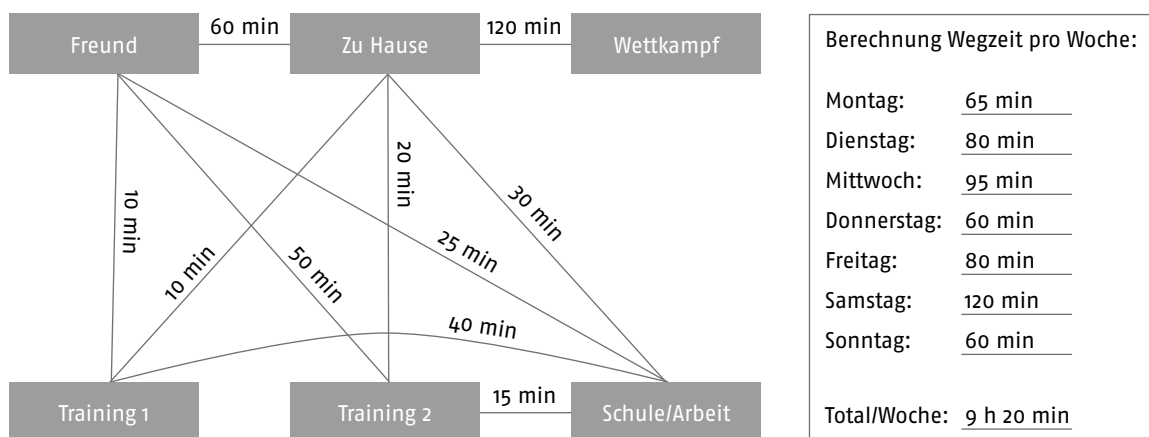 Freund
60 min
Zu Hause
120 min
Wettkampf
10 min
10 min
50 min
20 min
25 min
30 min
40 min
Training 1
Training 2
15 min
Schule/Arbeit
Berechnung Wegzeit pro Woche:
Montag: 65 min
Dienstag: 80 min
Mittwoch: 95 min
Donnerstag: 60 min
Freitag: 80 min
Samstag: 120 min
Sonntag: 60 min
Total/Woche: 9 h 20 min